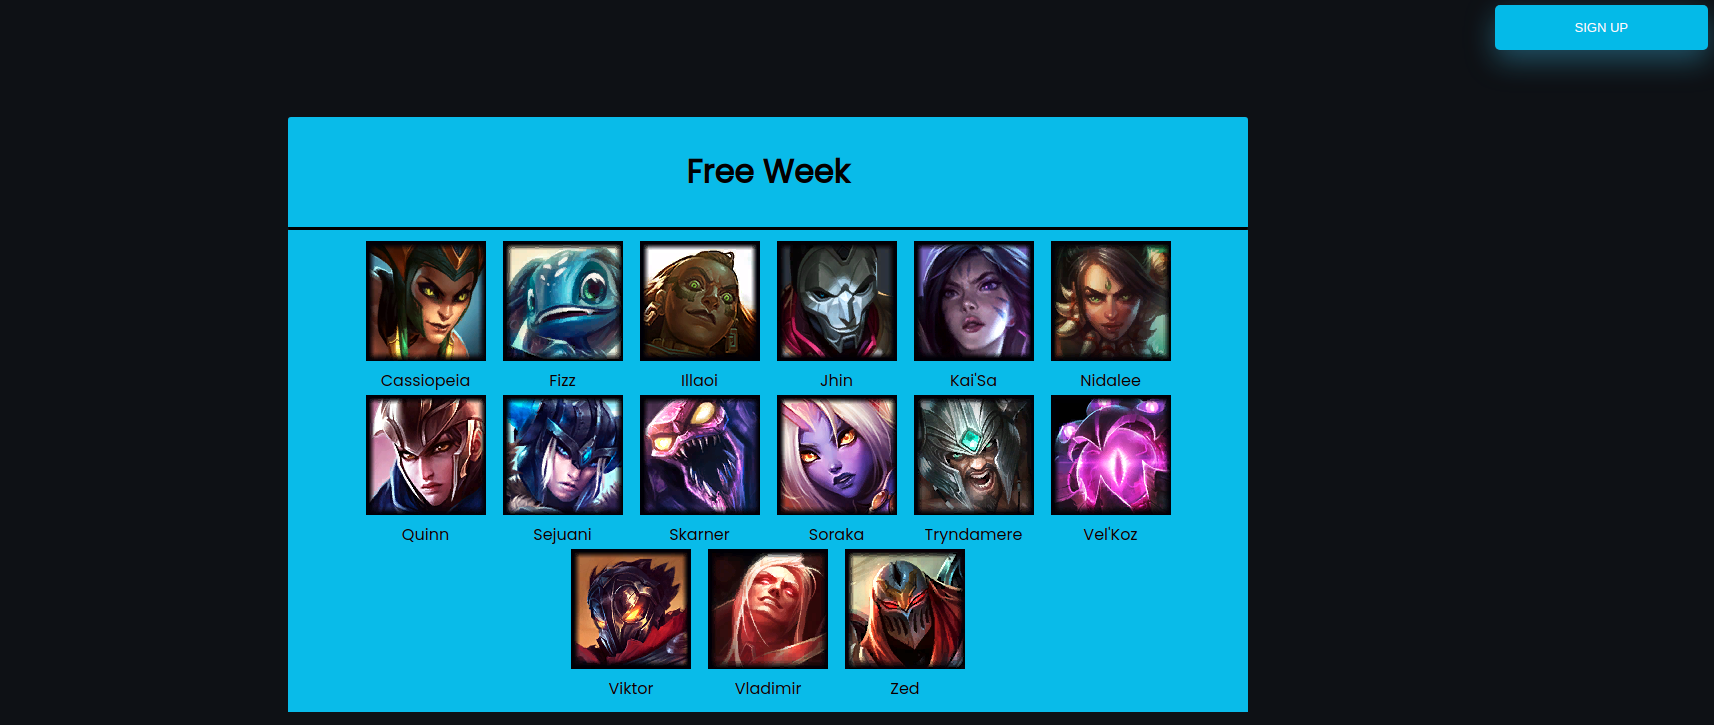 SIGN UP
Free Week
Cassiopeia Fizz Illaoi Jhin Kai'Sa Nidalee
Quinn Sejuani Skarner Soraka Tryndamere Vel'Koz
Viktor Vladimir Zed